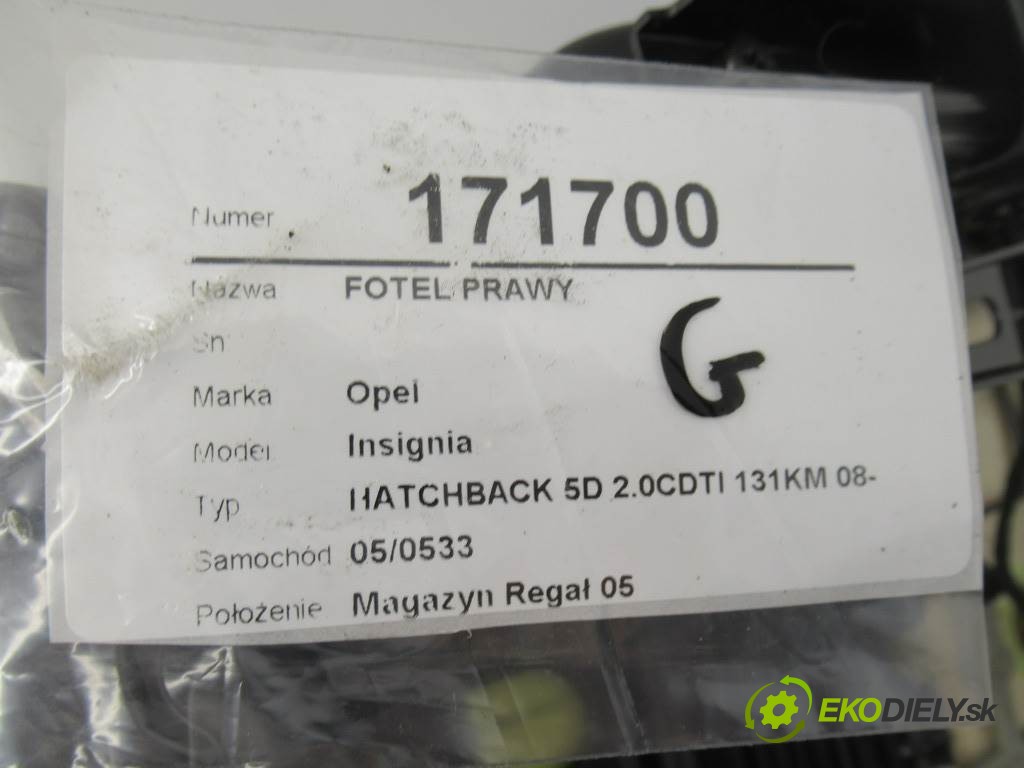 Numer 171700
Nazwa FOTEL PRAWY
Sn
G
Marka Opel
Model Insignia
Typ HATCHBACK 5D 2.0CDTI 131KM 08-
Samochód 05/0533
Położenie Magazyn Regał 05
EKODIELY.sk